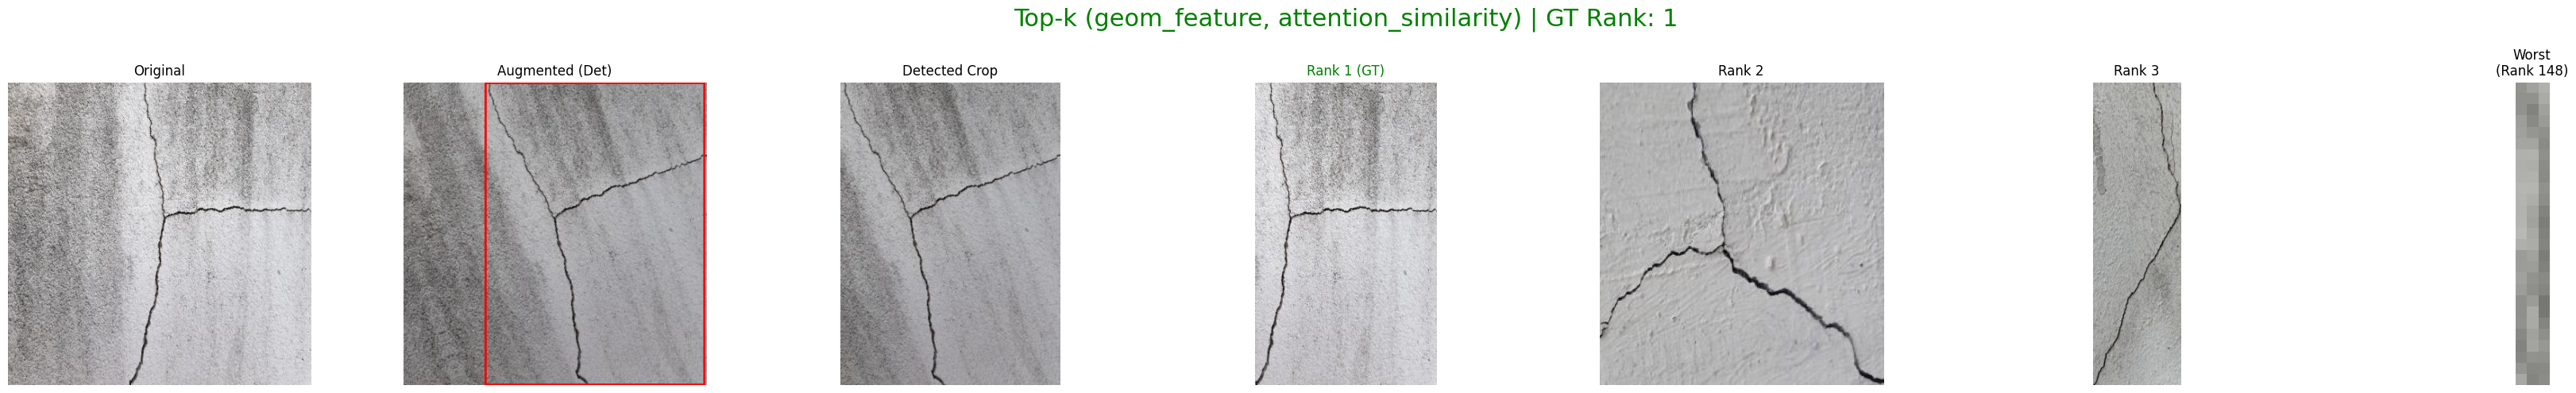 Top-k (geom_feature, attention_similarity) | GT Rank: 1
Original
Augmented (Det)
Detected Crop
Rank 1 (GT)
Rank 2
Rank 3
Worst
(Rank 148)